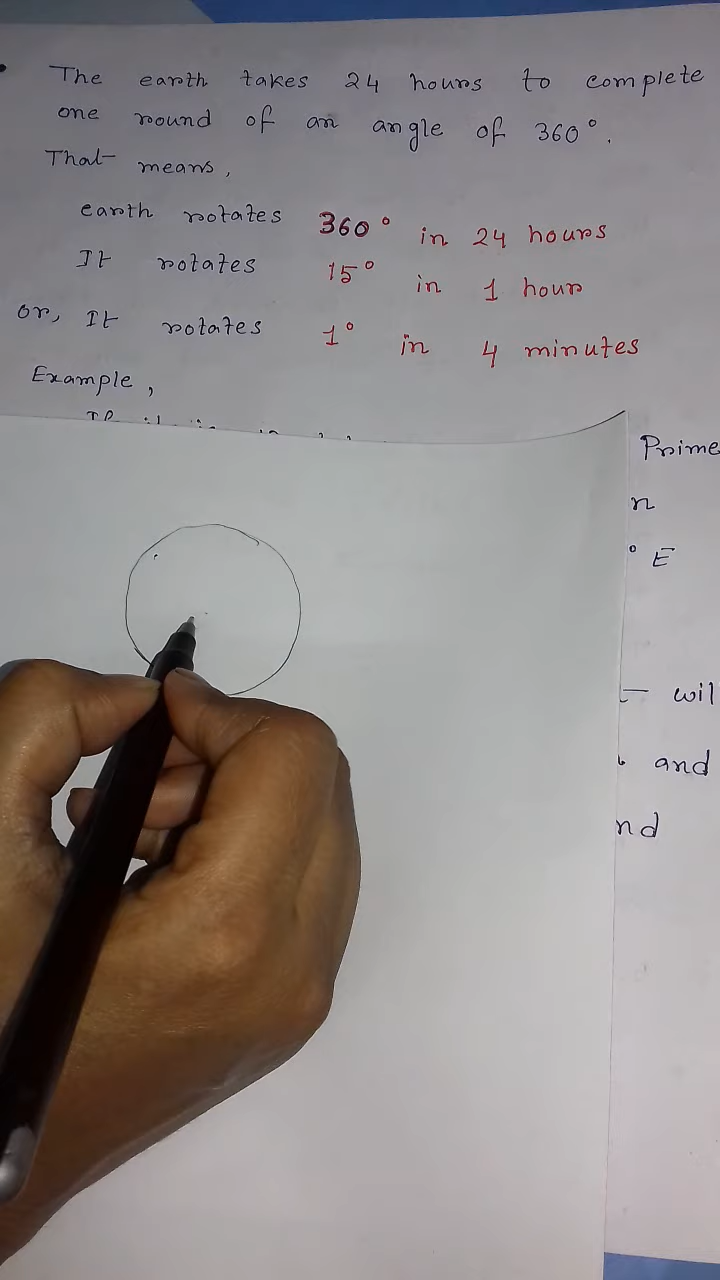 The earth takes 24 hours to complete
one round of an angle of 360°.
That means,
earth rotates 360° in 24 hours
It rotates 15° in 1 hour
or, It rotates 1° in 4 minutes
Example,
Prime
n
° E
wil
and
nd